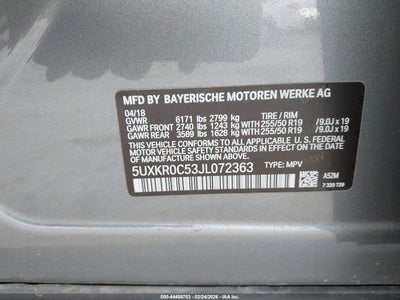 MFD BY BAYERISCHE MOTOREN WERKE AG
04/18
GVWR 6171 lbs 2799 kg TIRE / RIM
GAWR FRONT 2740 lbs 1243 kg WITH 255/50 R19 /9.0J x 19
GAWR REAR 3589 lbs 1628 kg WITH 255/50 R19 /9.0J x 19
THIS VEHICLE CONFORMS TO ALL APPLICABLE U.S. FEDERAL
MOTOR VEHICLE SAFETY STANDARDS IN EFFECT ON THE DATE
OF MANUFACTURE SHOWN ABOVE.
5UXKR0C53JL072363 TYPE: MPV
A52M
7 320 729
000-44468703 - 02/24/2026 - IAA Inc.